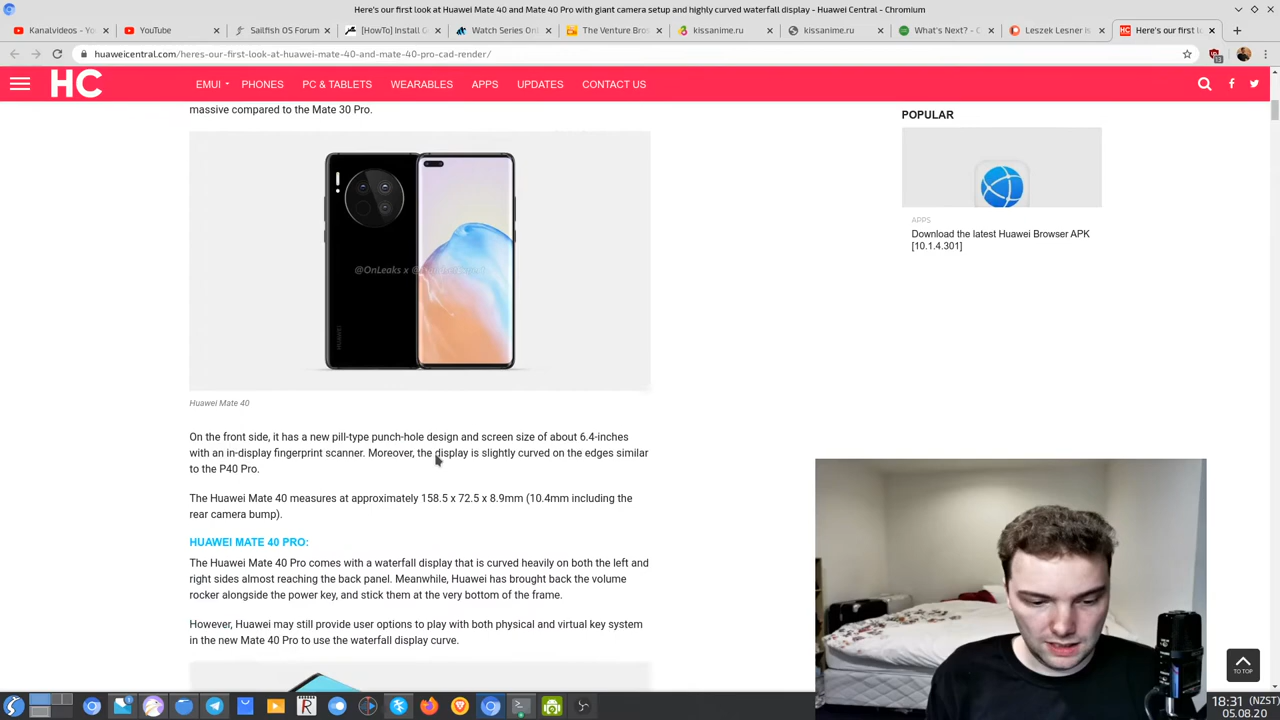 Here's our first look at Huawei Mate 40 and Mate 40 Pro with giant camera setup and highly curved waterfall display - Huawei Central - Chromium
Kanalvideos - Yo
YouTube
Sailfish OS Forum
[HowTo] Install
Watch Series Onl
The Venture Bros
kissanime.ru
kissanime.ru
What's Next? - C
Leszek Lesner is
Here's our first l
huaweicentral.com/heres-our-first-look-at-huawei-mate-40-and-mate-40-pro-cad-render/
13
HC
EMUI
PHONES
PC & TABLETS
WEARABLES
APPS
UPDATES
CONTACT US
massive compared to the Mate 30 Pro.
POPULAR
@OnLeaks x
HUAWEI
APPS
Download the latest Huawei Browser APK
[10.1.4.301]
Huawei Mate 40
On the front side, it has a new pill-type punch-hole design and screen size of about 6.4-inches
with an in-display fingerprint scanner. Moreover, the display is slightly curved on the edges similar
to the P40 Pro.
The Huawei Mate 40 measures at approximately 158.5 x 72.5 x 8.9mm (10.4mm including the
rear camera bump).
HUAWEI MATE 40 PRO:
The Huawei Mate 40 Pro comes with a waterfall display that is curved heavily on both the left and
right sides almost reaching the back panel. Meanwhile, Huawei has brought back the volume
rocker alongside the power key, and stick them at the very bottom of the frame.
However, Huawei may still provide user options to play with both physical and virtual key system
in the new Mate 40 Pro to use the waterfall display curve.
TO TOP
18:31 (NZST)
05.08.20